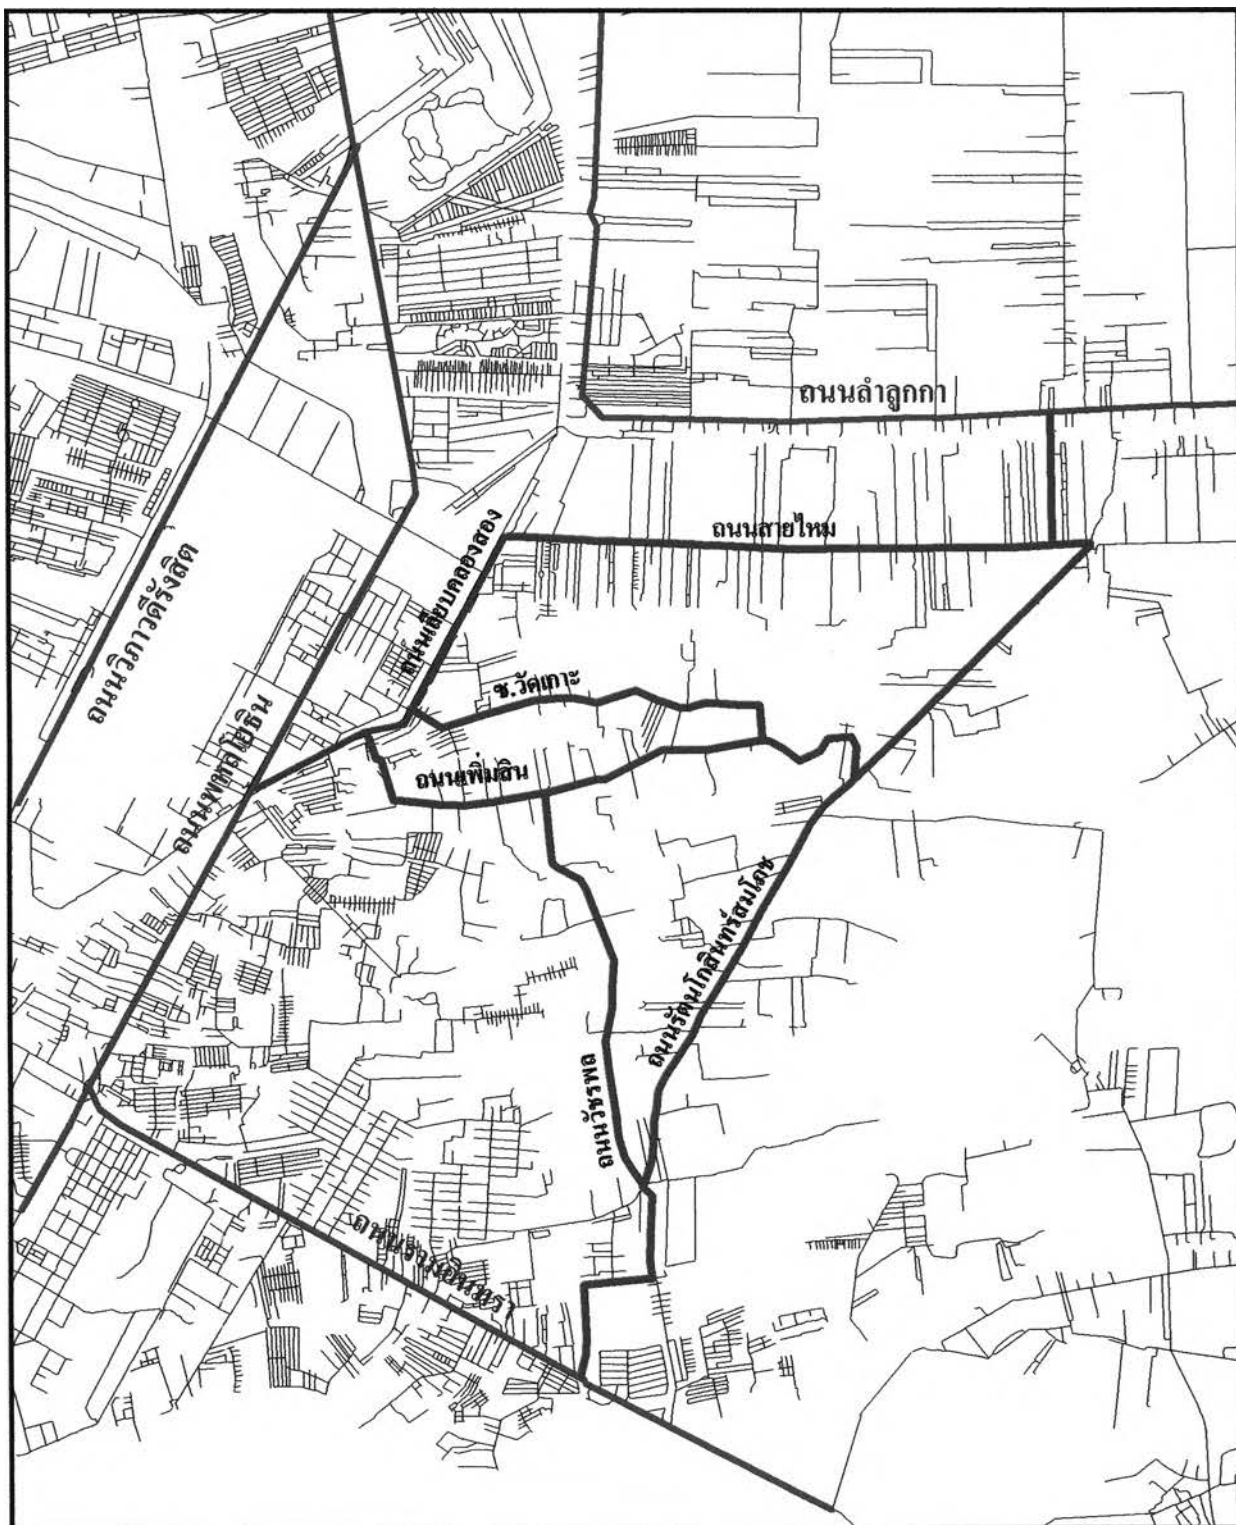 ถนนลำลูกกา
ถนนสายไหม
ถนนเลียบคลองสอง
ถนนวิภาวดีรังสิต
ซ.วัดเกาะ
ถนนพหลโยธิน
ถนนเพิ่มสิน
ถนนรัตนโกสินทร์สมโภช
ถนนวัชรพล
ถนนรามอินทรา